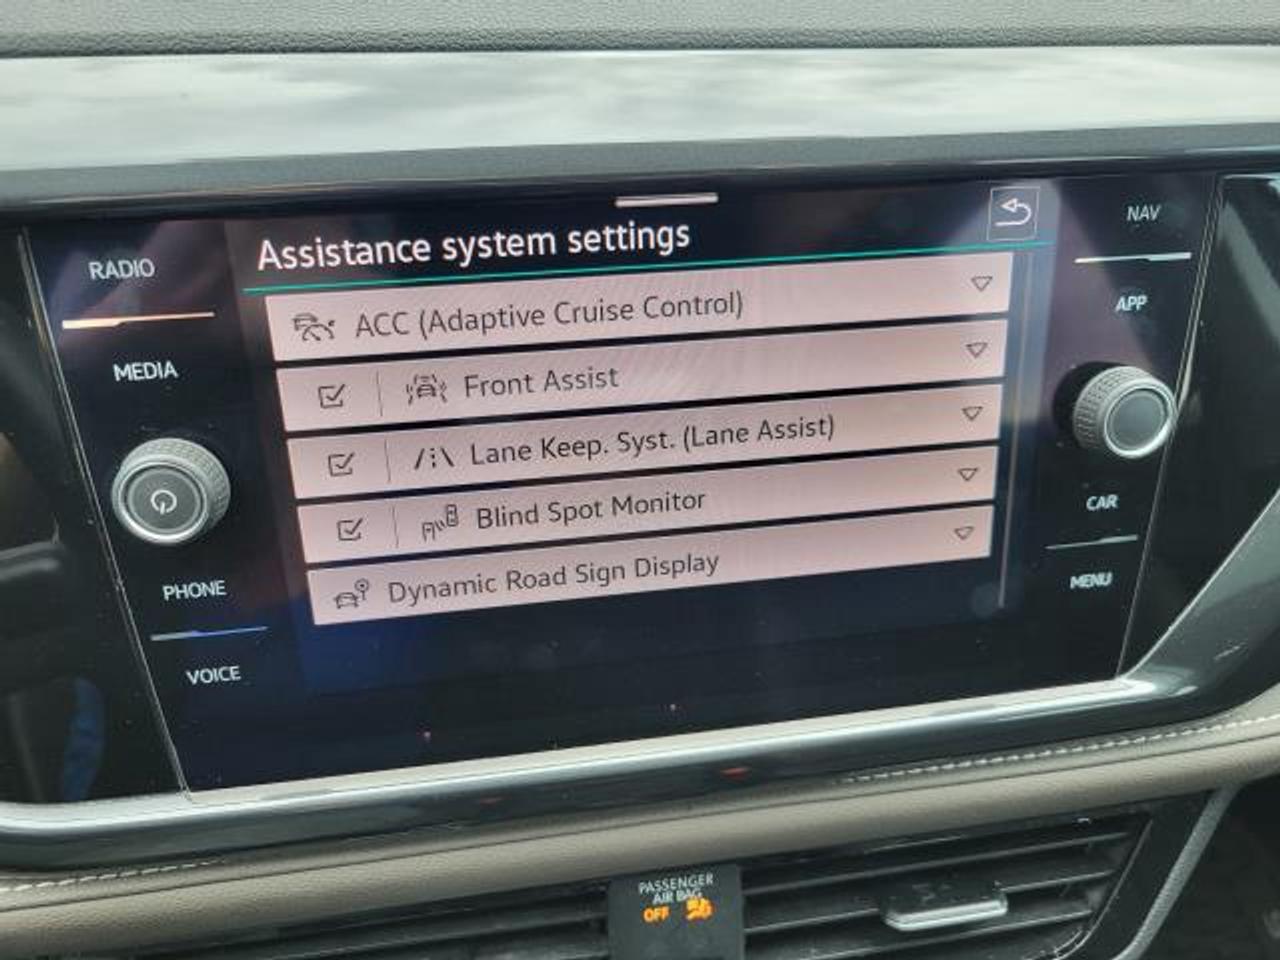 Assistance system settings
ACC (Adaptive Cruise Control)
Front Assist
Lane Keep. Syst. (Lane Assist)
Blind Spot Monitor
Dynamic Road Sign Display
RADIO
MEDIA
PHONE
VOICE
NAV
APP
CAR
MENU
PASSENGER
AIR BAG
OFF